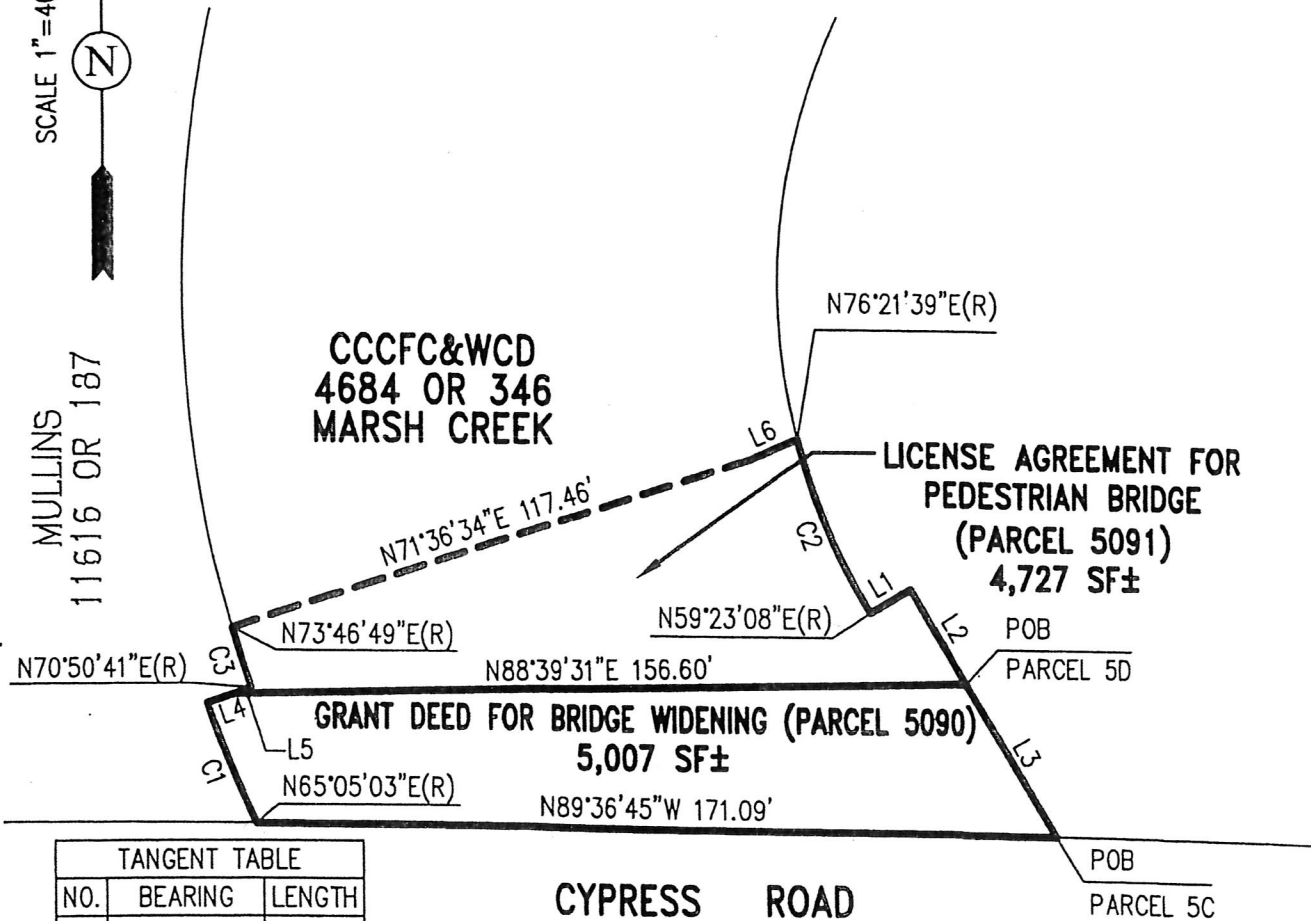 SCALE 1"=4
N
MULLINS
11616 OR 187
CCCFC&WCD
4684 OR 346
MARSH CREEK
N76°21'39"E(R)
L6
LICENSE AGREEMENT FOR
PEDESTRIAN BRIDGE
(PARCEL 5091)
4,727 SF±
N71°36'34"E 117.46'
C2
L1
N59°23'08"E(R)
L2
POB
PARCEL 5D
N73°46'49"E(R)
C3
N70°50'41"E(R)
N88°39'31"E 156.60'
L4
L5
GRANT DEED FOR BRIDGE WIDENING (PARCEL 5090)
5,007 SF±
L3
C1
N65°05'03"E(R)
N89°36'45"W 171.09'
POB
PARCEL 5C
TANGENT TABLE
NO. BEARING LENGTH
CYPRESS ROAD